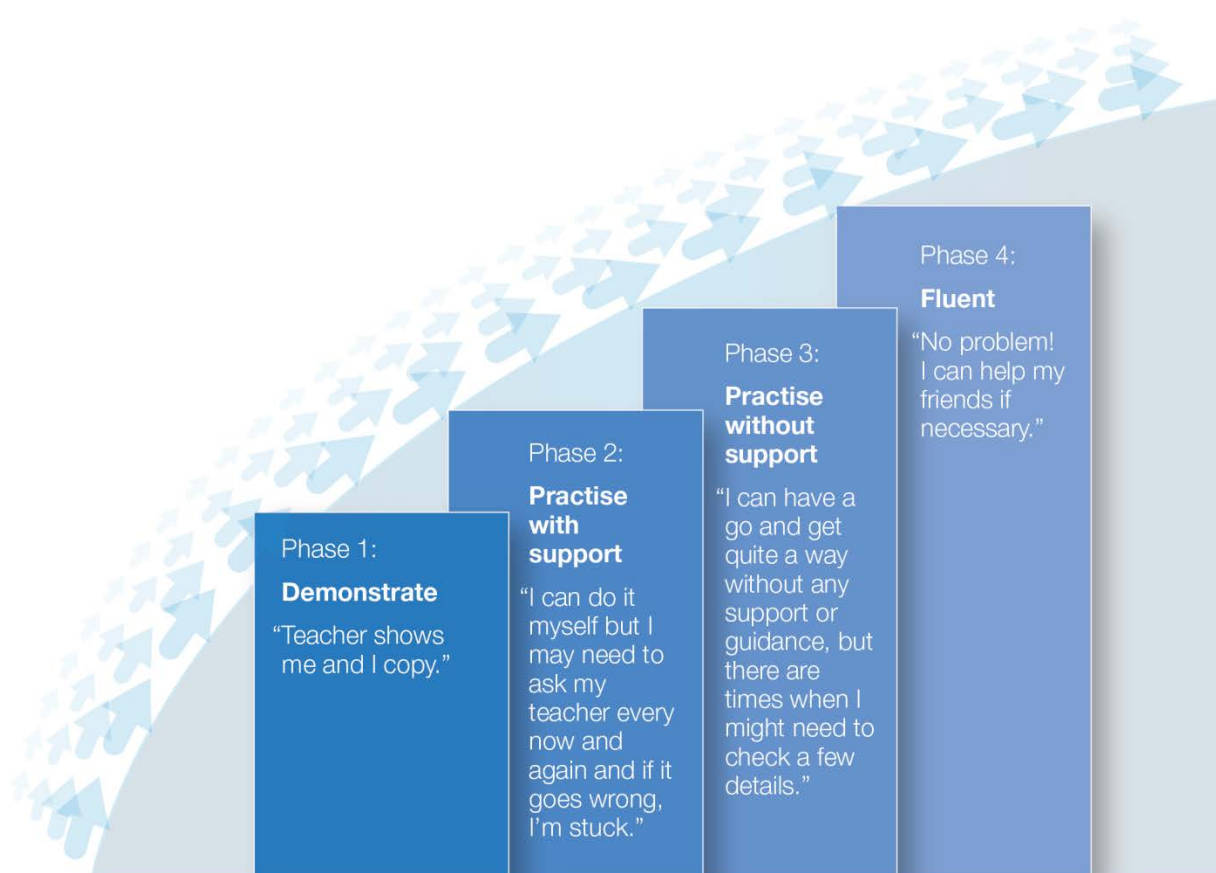 Phase 1:
Demonstrate
“Teacher shows
me and I copy.”
Phase 2:
Practise
with
support
“I can do it
myself but I
may need to
ask my
teacher every
now and
again and if it
goes wrong,
I’m stuck.”
Phase 3:
Practise
without
support
“I can have a
go and get
quite a way
without any
support or
guidance, but
there are
times when I
might need to
check a few
details.”
Phase 4:
Fluent
“No problem!
I can help my
friends if
necessary.”